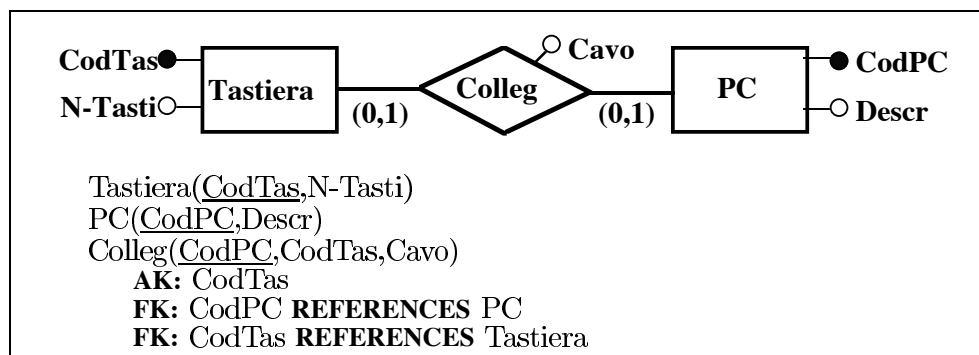 CodTas
N-Tasti
Tastiera
(0,1)
Colleg
Cavo
(0,1)
PC
CodPC
Descr
Tastiera(CodTas,N-Tasti)
PC(CodPC,Descr)
Colleg(CodPC,CodTas,Cavo)
AK: CodTas
FK: CodPC REFERENCES PC
FK: CodTas REFERENCES Tastiera